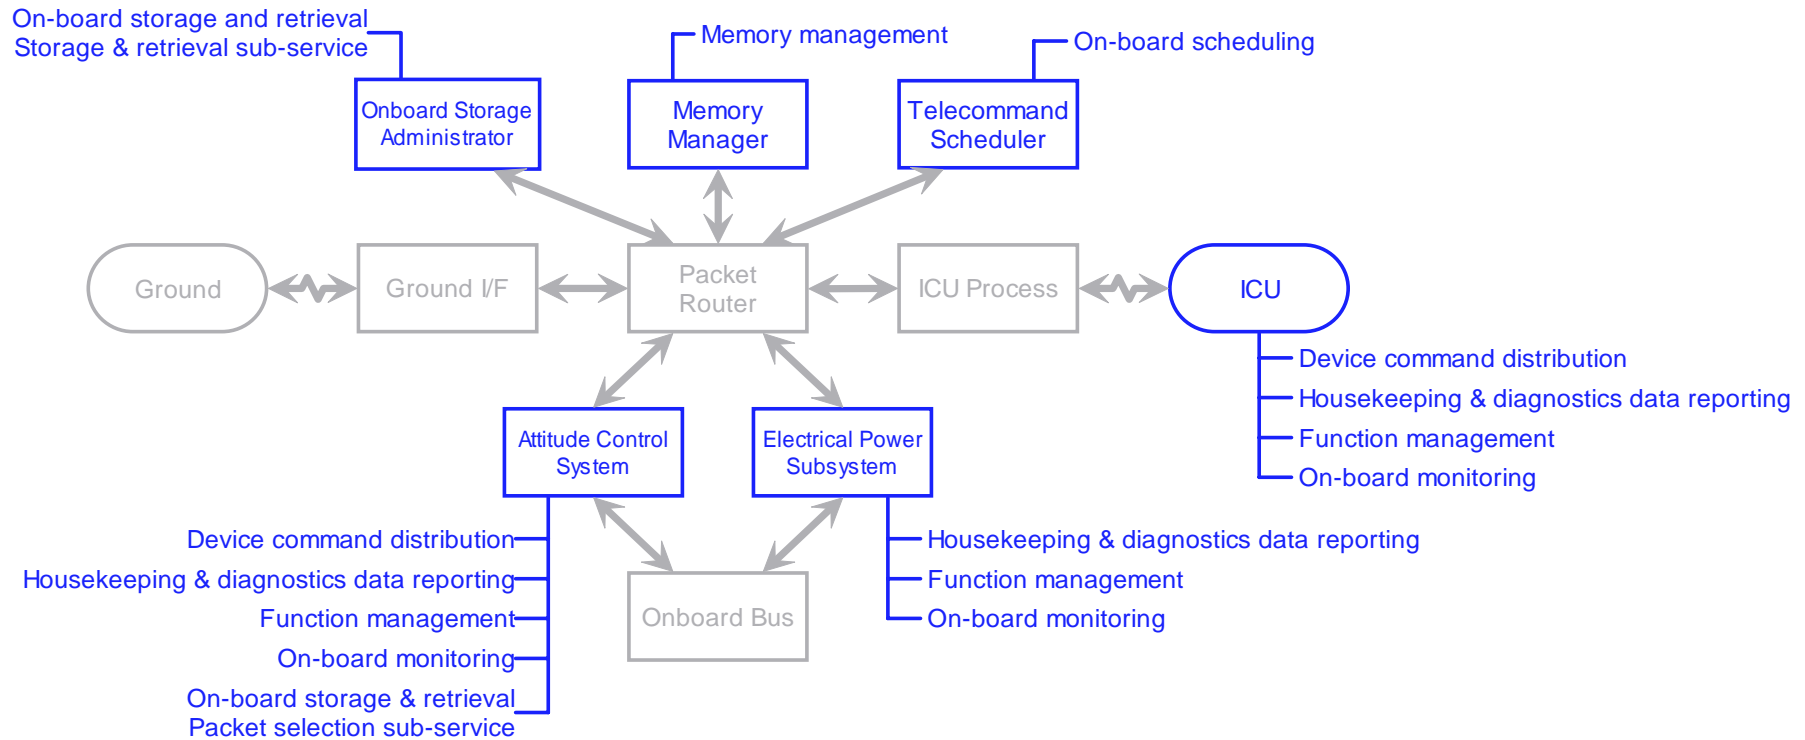 On-board storage and retrieval
Storage & retrieval sub-service
Memory management
On-board scheduling
Onboard Storage
Administrator
Memory
Manager
Telecommand
Scheduler
Ground
Ground I/F
Packet
Router
ICU Process
ICU
Device command distribution
Housekeeping & diagnostics data reporting
Function management
On-board monitoring
Attitude Control
System
Electrical Power
Subsystem
Device command distribution
Housekeeping & diagnostics data reporting
Function management
On-board monitoring
On-board storage & retrieval
Packet selection sub-service
Housekeeping & diagnostics data reporting
Function management
On-board monitoring
Onboard Bus